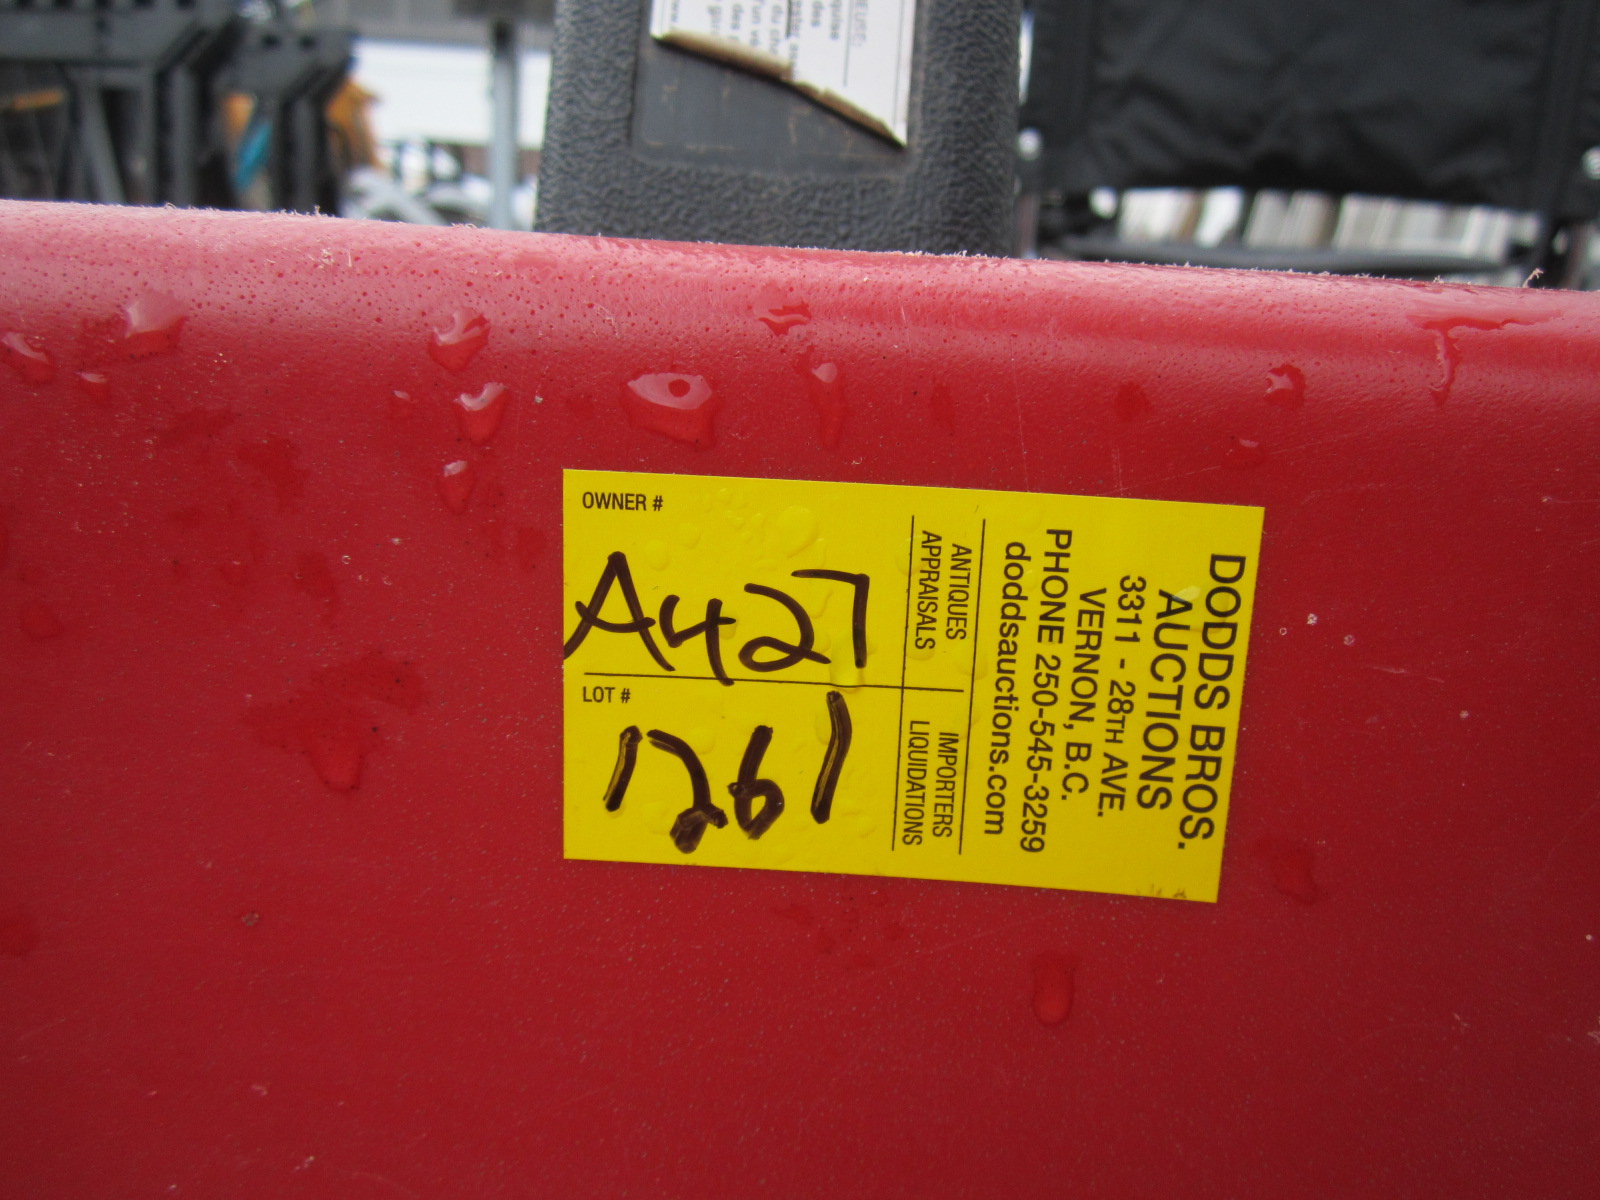 OWNER #
A427
LOT #
1261
ANTIQUES
APPRAISALS
IMPORTERS
LIQUIDATIONS
DODDS BROS.
AUCTIONS
3311 - 28TH AVE.
VERNON, B.C.
PHONE 250-545-3259
doddsauctions.com